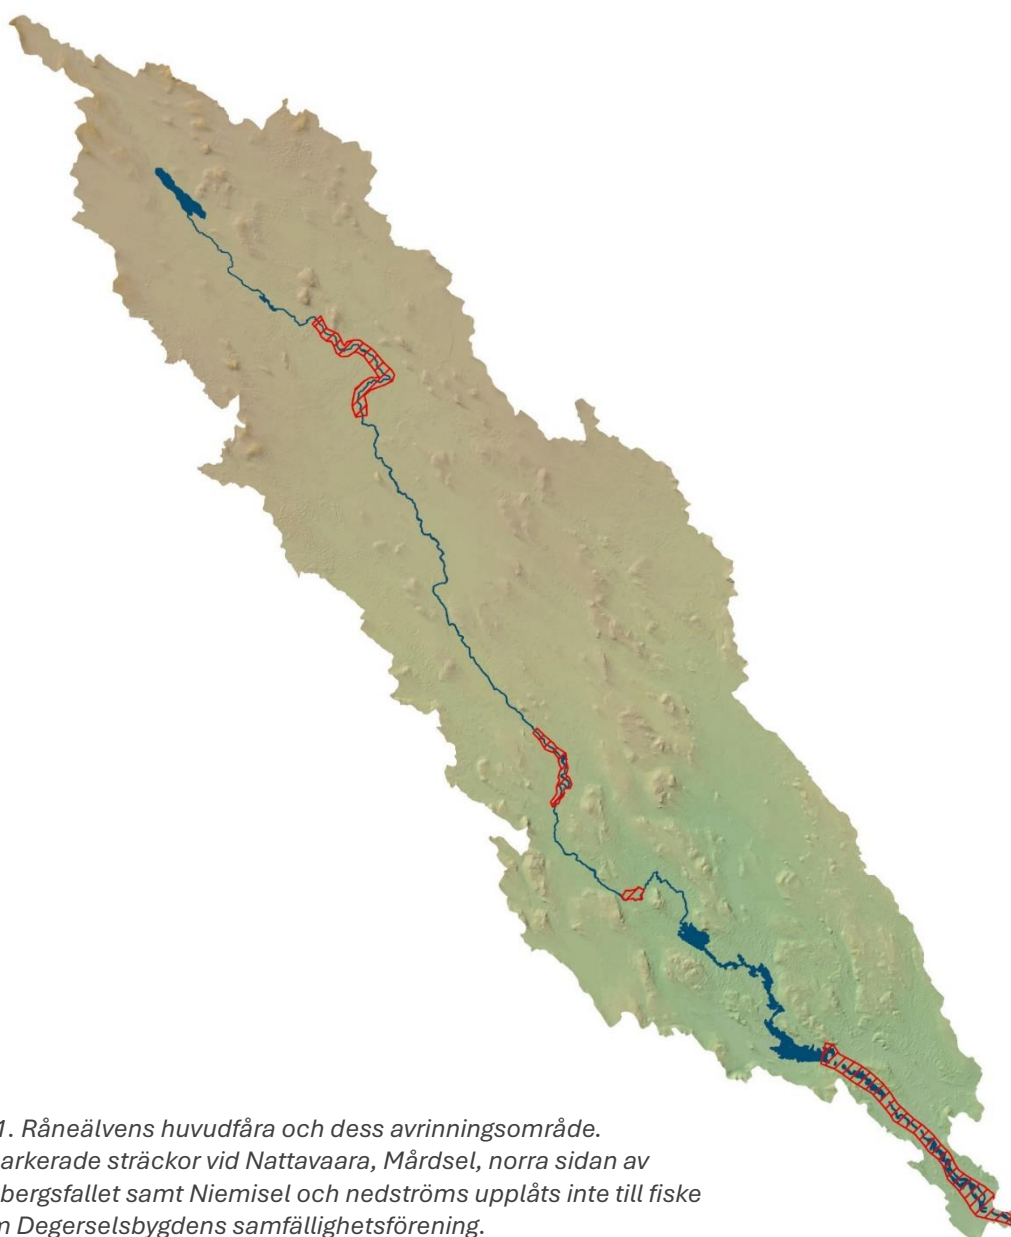 1. Råneälvens huvudfåra och dess avrinningsområde.
arkerade sträckor vid Nattavaara, Mårdsel, norra sidan av
bergsfallet samt Niemisel och nedströms upplåts inte till fiske
Degerselsbygdens samfällighetsförening.